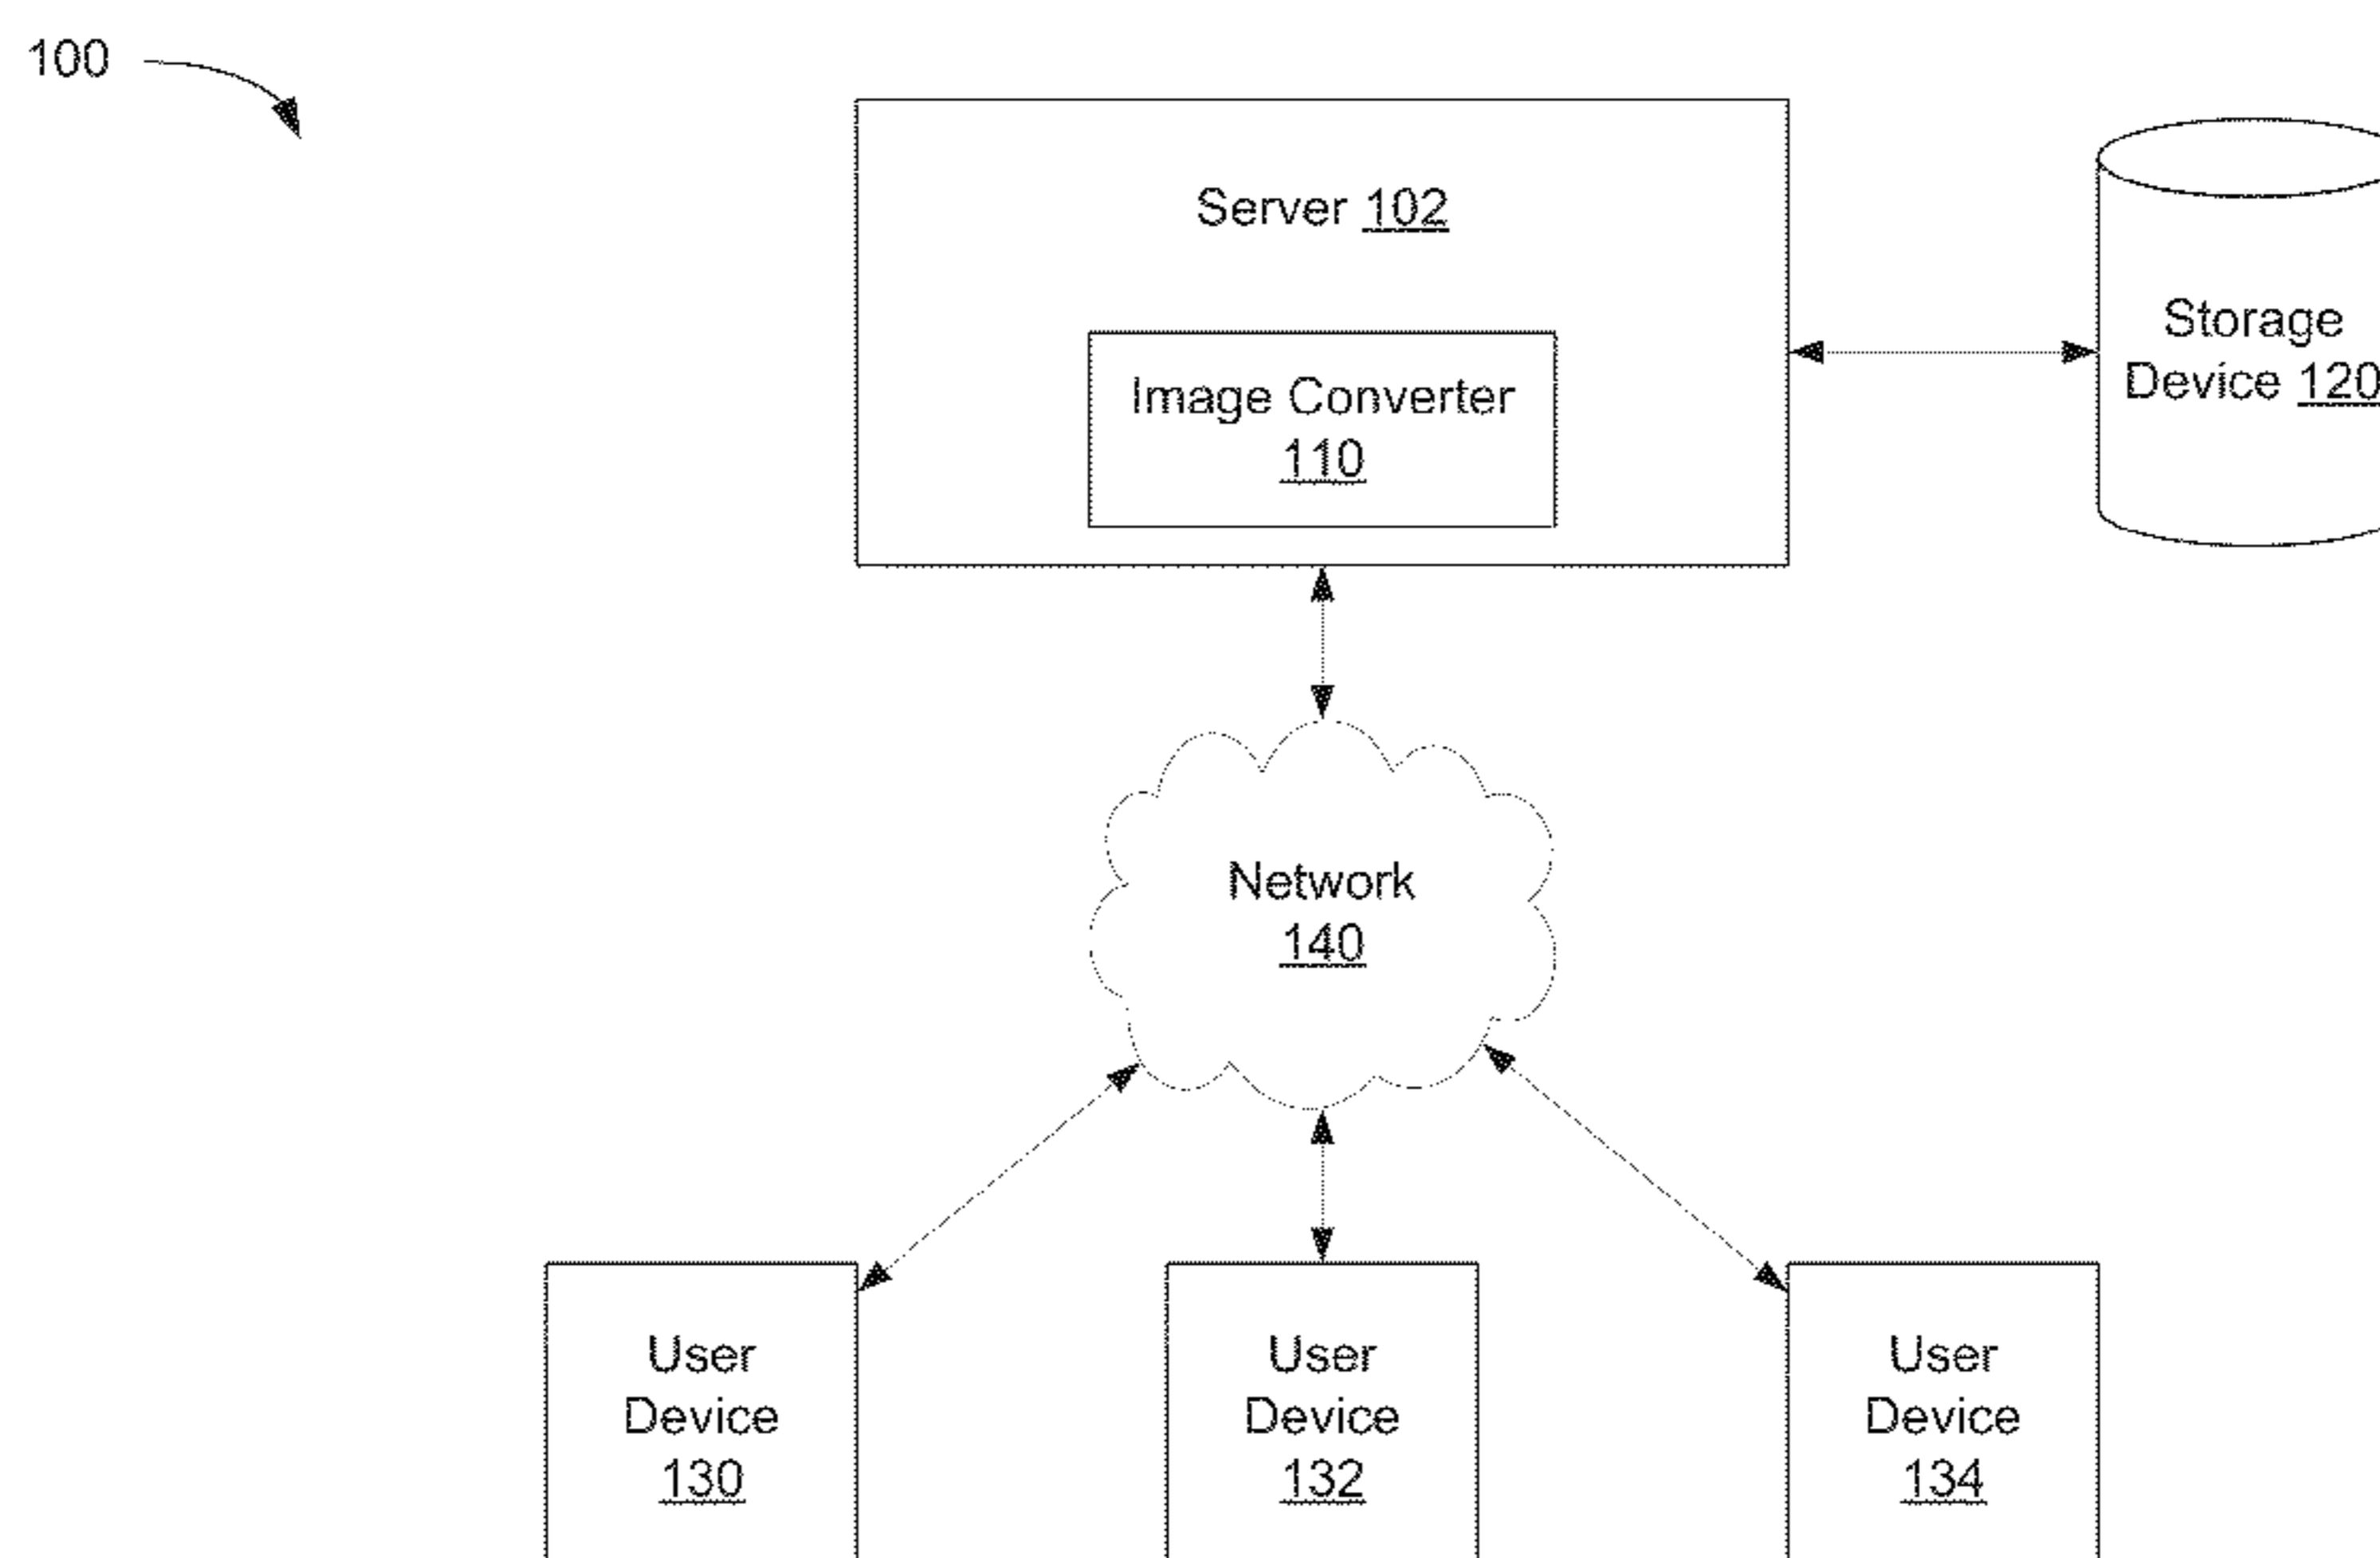 100
Server 102
Storage
Device 120
Image Converter
110
Network
140
User
Device
130
User
Device
132
User
Device
134